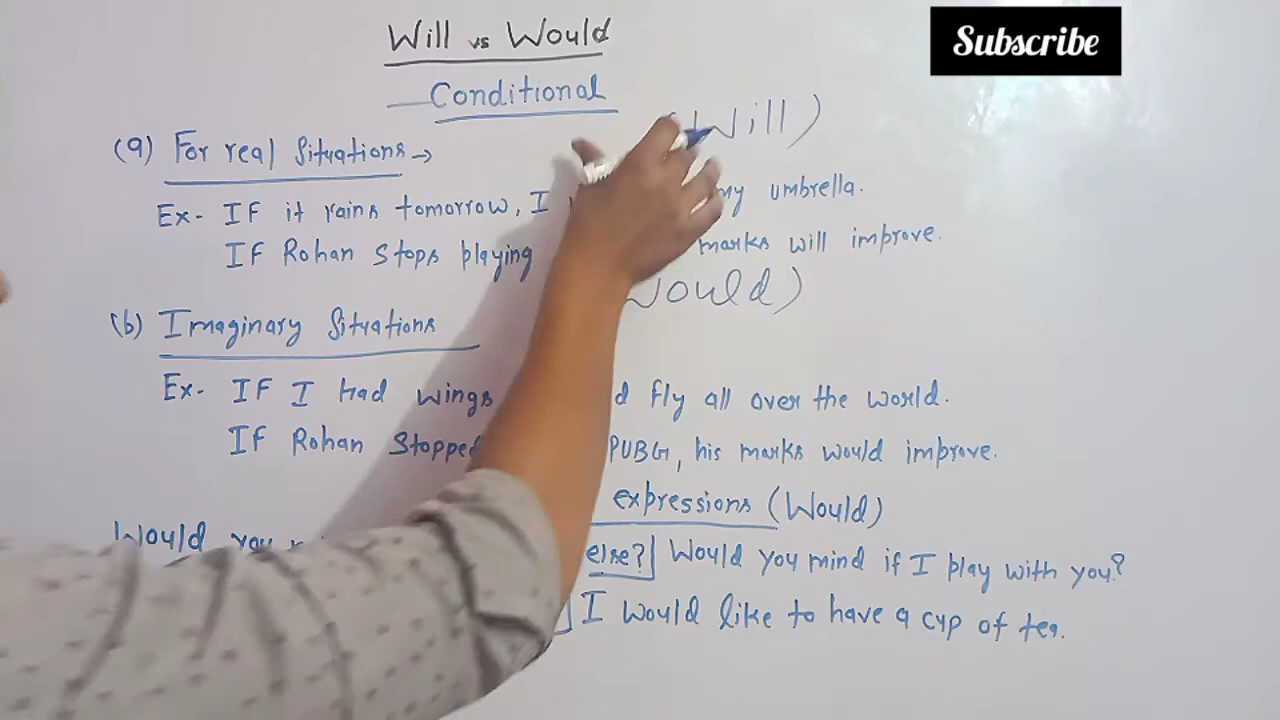 Will vs Would
Subscribe
Conditional
(Will)
(a) For real Situations →
Ex- IF it rains tomorrow, I my umbrella.
IF Rohan Stops playing marks will improve.
(b) Imaginary Situations
Would)
Ex- IF I had wings fly all over the world.
IF Rohan Stopped PUBG, his marks would improve.
expressions (Would)
Would you else? Would you mind if I play with you?
I would like to have a cup of tea.